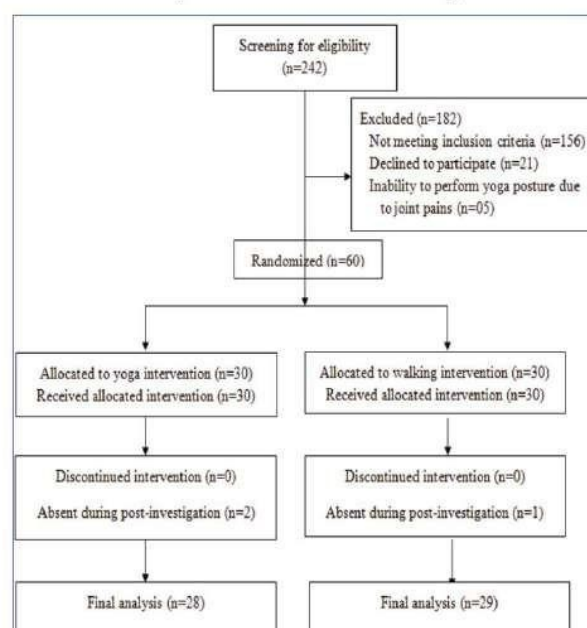 Screening for eligibility
(n=242)
Excluded (n=182)
Not meeting inclusion criteria (n=156)
Declined to participate (n=21)
Inability to perform yoga posture due
to joint pains (n=05)
Randomized (n=60)
Allocated to yoga intervention (n=30)
Received allocated intervention (n=30)
Allocated to walking intervention (n=30)
Received allocated intervention (n=30)
Discontinued intervention (n=0)
Absent during post-investigation (n=2)
Discontinued intervention (n=0)
Absent during post-investigation (n=1)
Final analysis (n=28)
Final analysis (n=29)